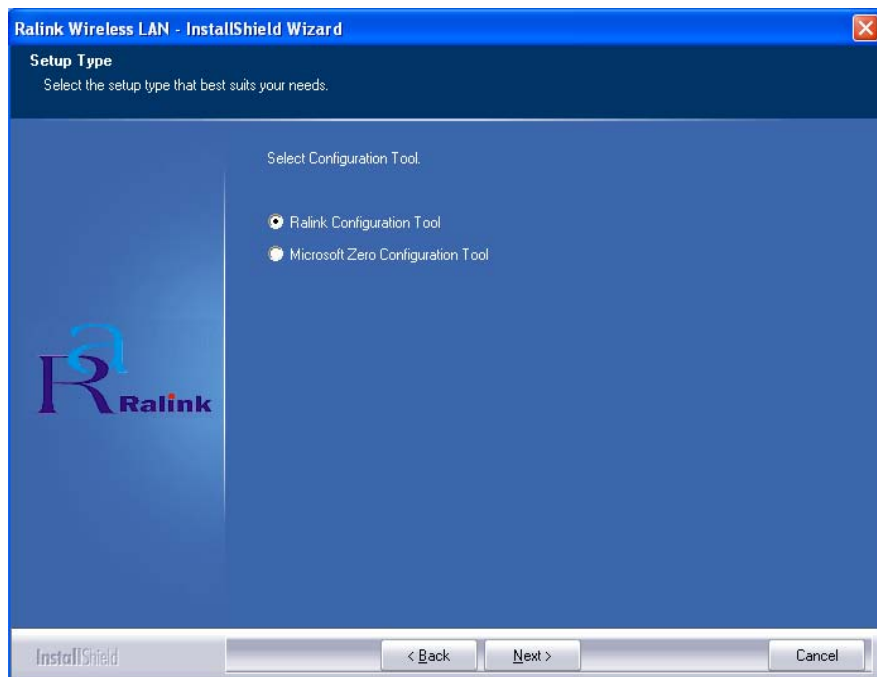 Ralink Wireless LAN - InstallShield Wizard
Setup Type
Select the setup type that best suits your needs.
Select Configuration Tool.
Ralink Configuration Tool
Microsoft Zero Configuration Tool
Ra
Ralink
InstallShield
< Back
Next >
Cancel